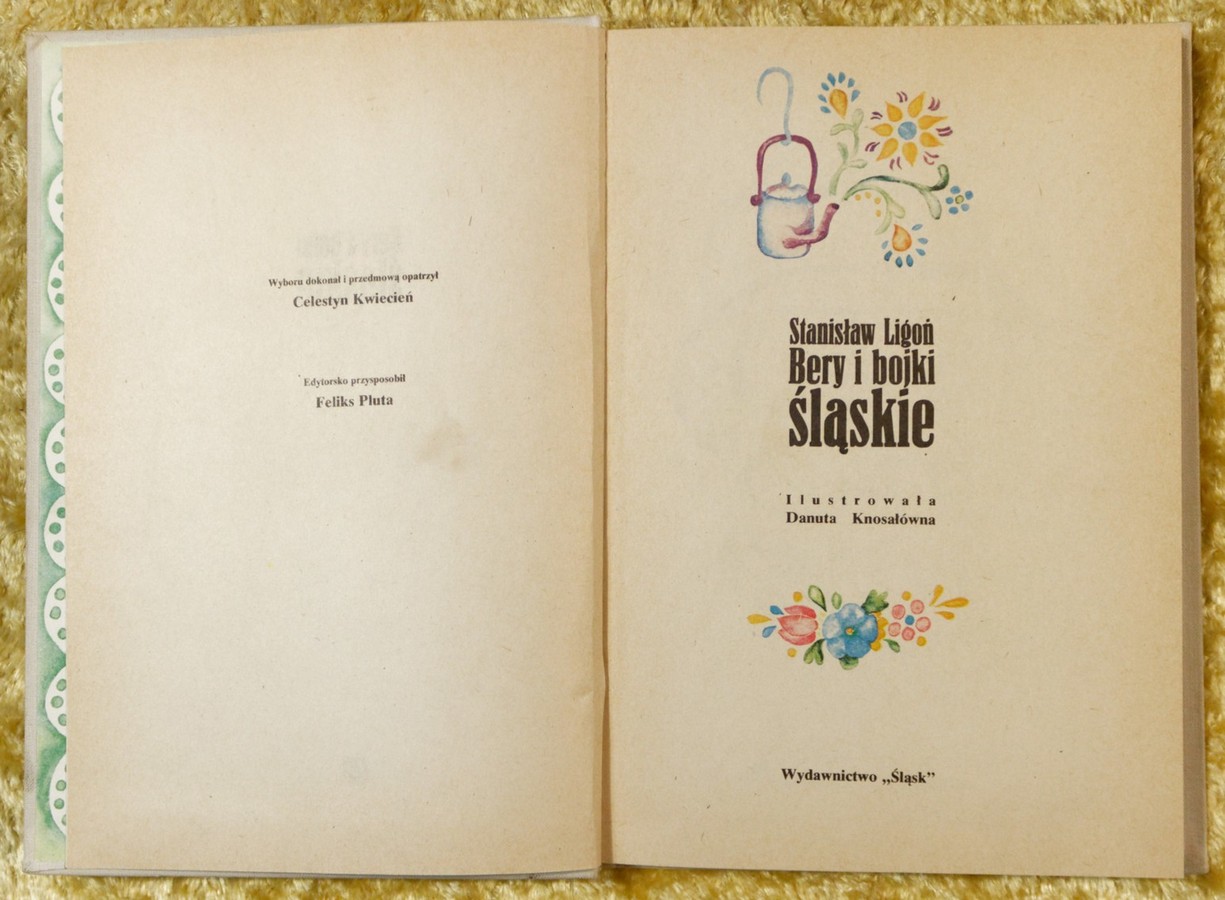 Wyboru dokonał i przedmową opatrzył
Celestyn Kwiecień
Edytorsko przysposobił
Feliks Pluta
Stanisław Ligoń
Bery i bojki
śląskie
Ilustrowała
Danuta Knosałówna
Wydawnictwo „Śląsk”